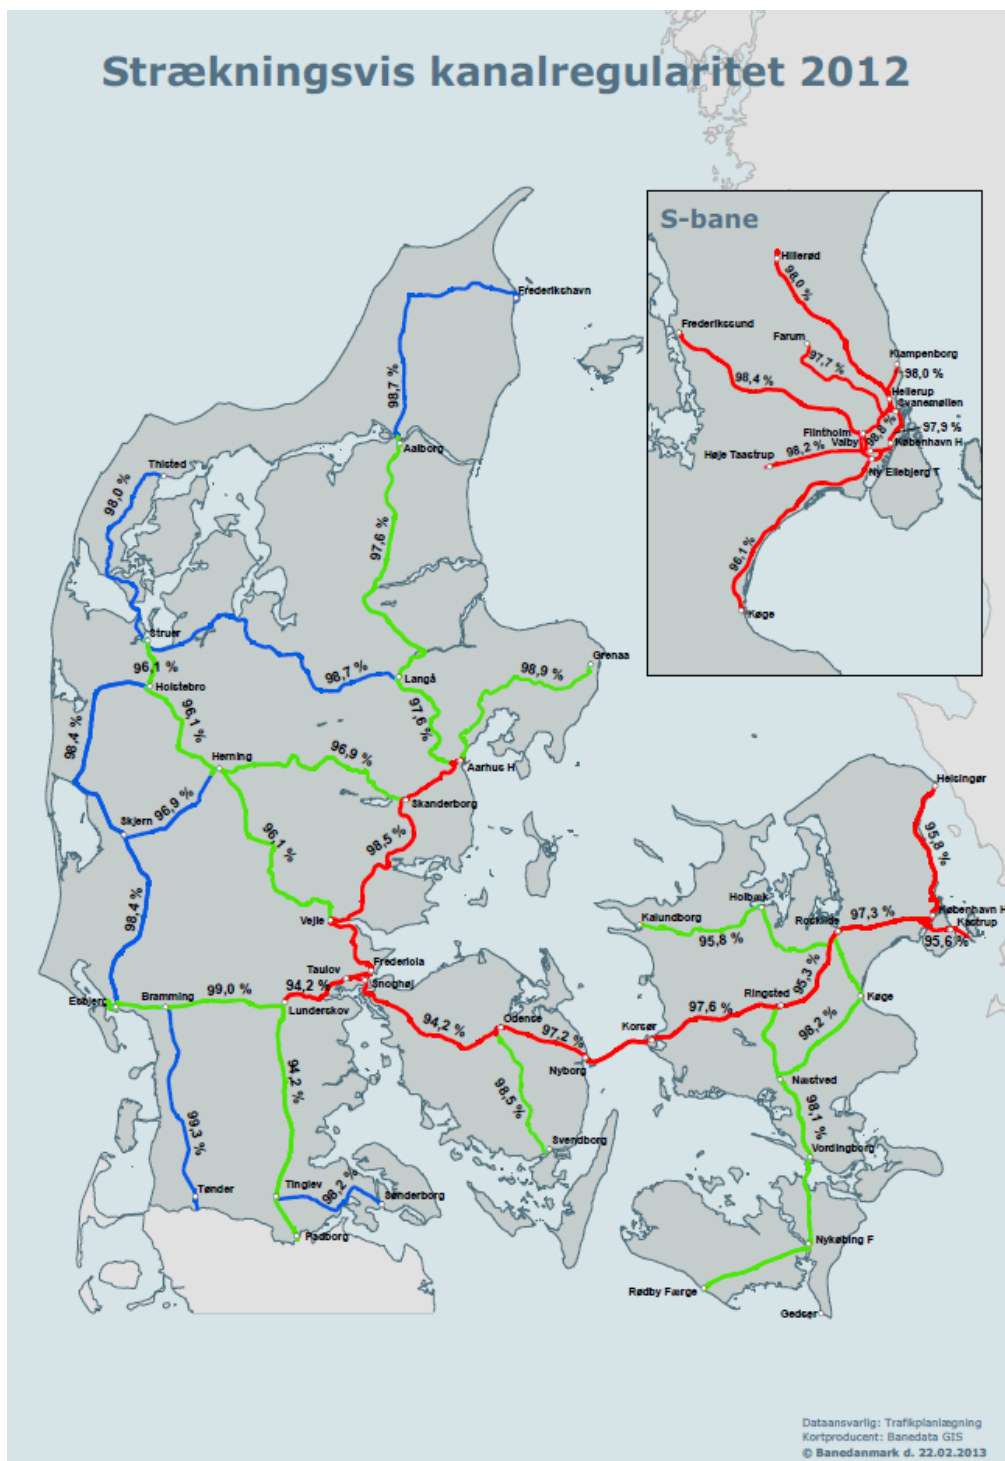 Strækningsvis kanalregularitet 2012
S-bane
Hillerød
98,0 %
Frederikssund
Farum
97,7 %
Klampenborg
98,0 %
98,4 %
Hellerup
Svanemøllen
97,9 %
Flintholm
98,8 %
Valby
København H
98,2 %
Høje Taastrup
Ny Ellebjerg T
96,1 %
Køge
Frederikshavn
98,7 %
Aalborg
Thisted
98,0 %
97,6 %
Struer
96,1 %
98,7 %
Langå
Grenaa
98,9 %
Holstebro
96,1 %
97,6 %
98,4 %
Herning
96,9 %
Aarhus H
96,9 %
Skanderborg
Skjern
98,5 %
96,1 %
Helsingør
95,8 %
98,4 %
Vejle
Holbæk
Kalundborg
95,8 %
Roskilde
97,3 %
København H
Kastrup
95,6 %
Fredericia
Taulov
Snoghøj
94,2 %
95,3 %
Esbjerg
Bramming
99,0 %
Lunderskov
Ringsted
Køge
97,6 %
94,2 %
Odense
97,2 %
Korsør
98,2 %
Nyborg
94,2 %
98,5 %
Næstved
98,1 %
99,3 %
Svendborg
Vordingborg
Tønder
Tinglev
98,2 %
Sønderborg
Padborg
Nykøbing F
Rødby Færge
Gedser
Dataansvarlig: Trafikplanlægning
Kortproducent: Banedata GIS
© Banedanmark d. 22.02.2013